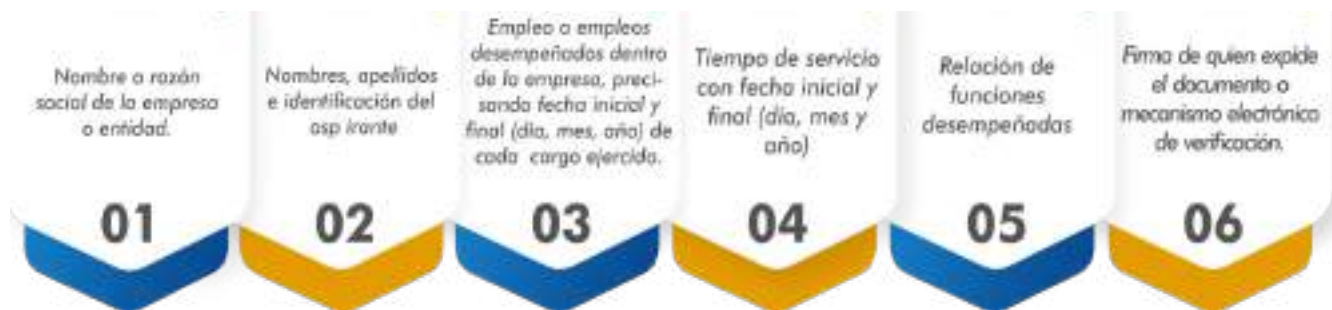 Nombre o razón
social de la empresa
o entidad.
01
Nombres, apellidos
e identificación del
asp irante
02
Empleo o empleos
desempeñados dentro
de la empresa, preci-
sando fecha inicial y
final (día, mes, año) de
cada cargo ejercido.
03
Tiempo de servicio
con fecha inicial y
final (día, mes y
año)
04
Relación de
funciones
desempeñadas
05
Firma de quien expide
el documento o
mecanismo electrónico
de verificación.
06